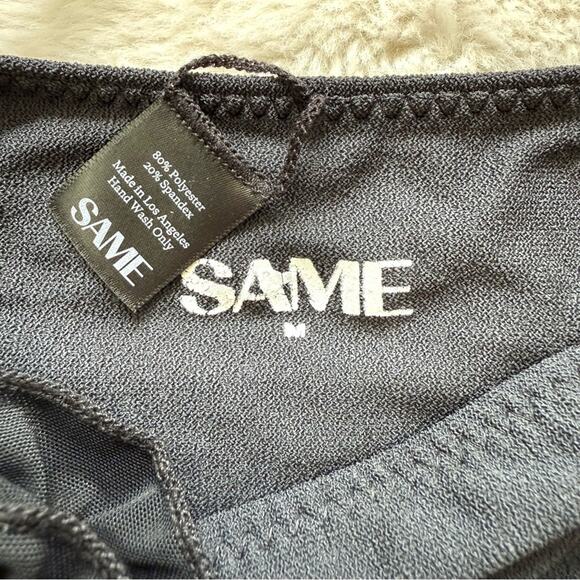 80% Polyester
20% Spandex
Made in Los Angeles
Hand Wash Only
SAME
SAME
M